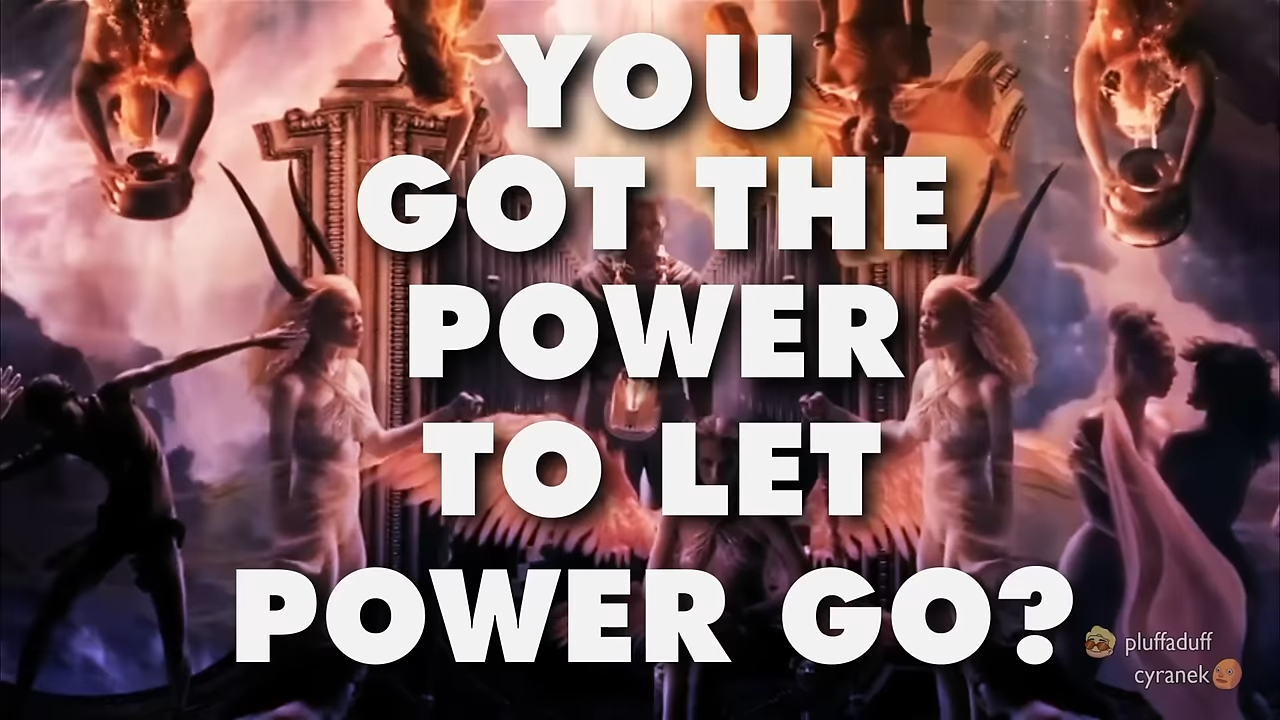 YOU
GOT THE
POWER
TO LET
POWER GO?
pluffaduff
cyranek